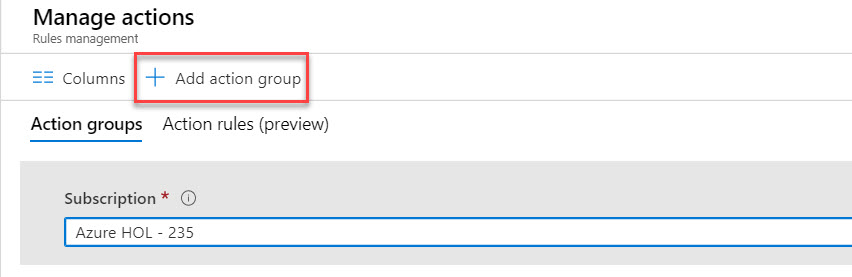 Manage actions
Rules management
Columns
Add action group
Action groups
Action rules (preview)
Subscription *
Azure HOL - 235